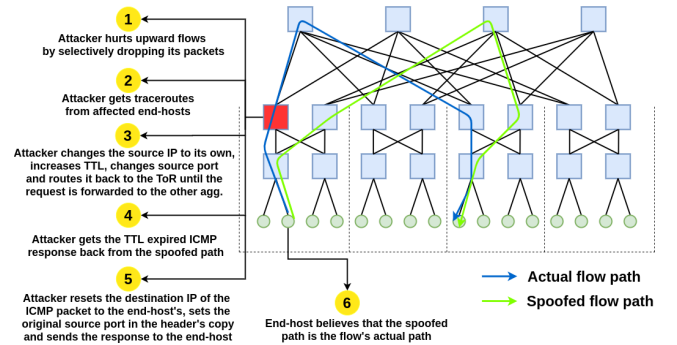 1
Attacker hurts upward flows
by selectively dropping its packets
2
Attacker gets traceroutes
from affected end-hosts
3
Attacker changes the source IP to its own,
increases TTL, changes source port
and routes it back to the ToR until the
request is forwarded to the other agg.
4
Attacker gets the TTL expired ICMP
response back from the spoofed path
5
Attacker resets the destination IP of the
ICMP packet to the end-host's, sets the
original source port in the header's copy
and sends the response to the end-host
6
End-host believes that the spoofed
path is the flow's actual path
Actual flow path
Spoofed flow path